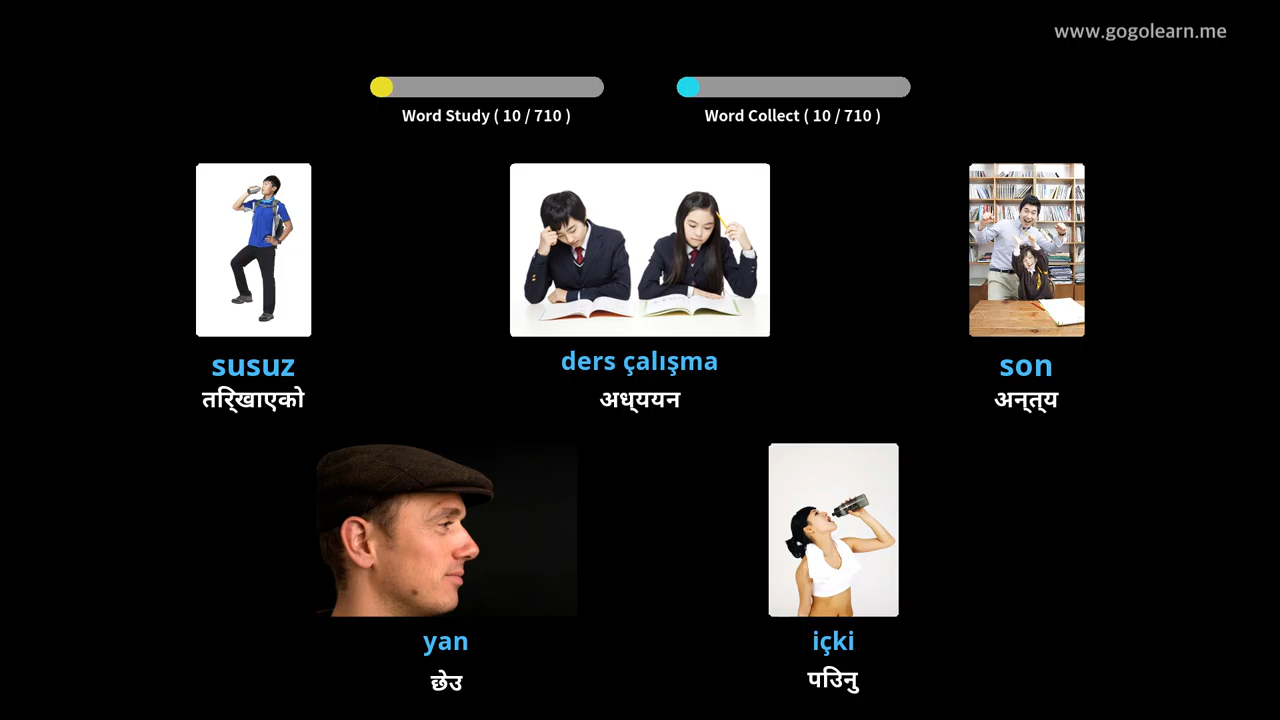 www.gogolearn.me
Word Study ( 10 / 710 )
Word Collect ( 10 / 710 )
susuz
तिर्खाएको
ders çalışma
अध्ययन
son
अन्त्य
yan
छेउ
içki
पिउनु